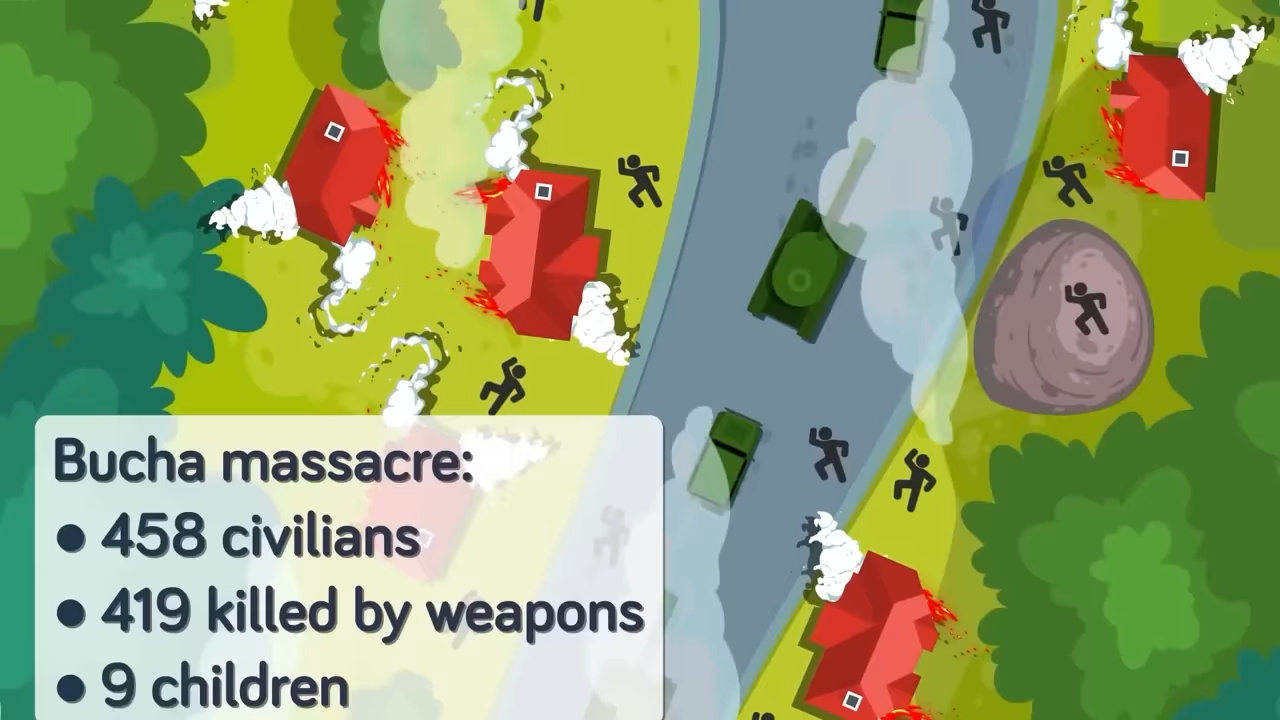 Bucha massacre:
● 458 civilians
● 419 killed by weapons
● 9 children